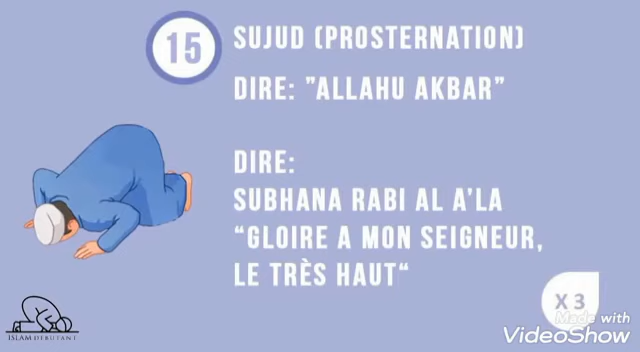 15
SUJUD (PROSTERNATION)
DIRE: "ALLAHU AKBAR"
DIRE:
SUBHANA RABI AL A'LA
"GLOIRE A MON SEIGNEUR,
LE TRÈS HAUT"
X 3
Made with
VideoShow
ISLAM DEBUTANT